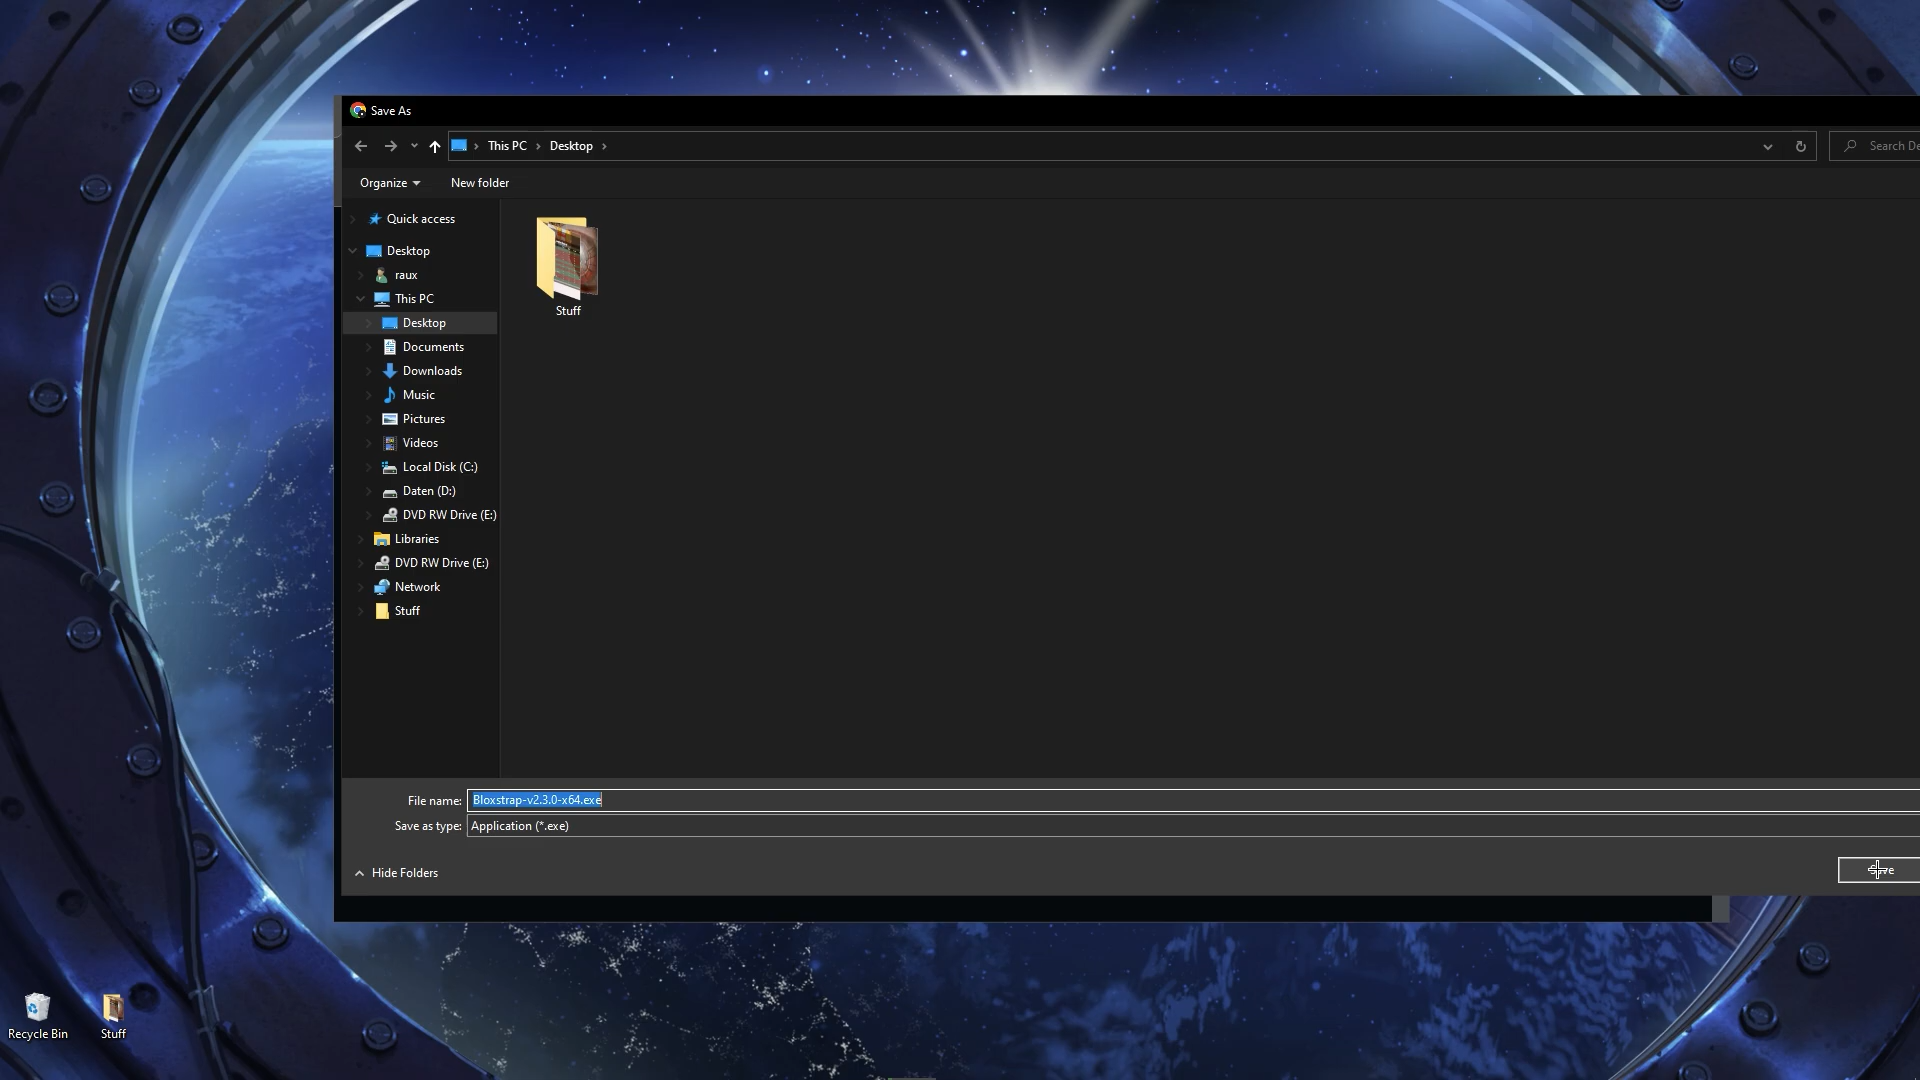 Save As
This PC
Desktop
Search De
Organize
New folder
Quick access
Desktop
raux
This PC
Desktop
Documents
Downloads
Music
Pictures
Videos
Local Disk (C:)
Daten (D:)
DVD RW Drive (E:)
Libraries
DVD RW Drive (E:)
Network
Stuff
Stuff
File name: Bloxstrap-v2.3.0-x64.exe
Save as type: Application (*.exe)
Hide Folders
Save
Recycle Bin
Stuff